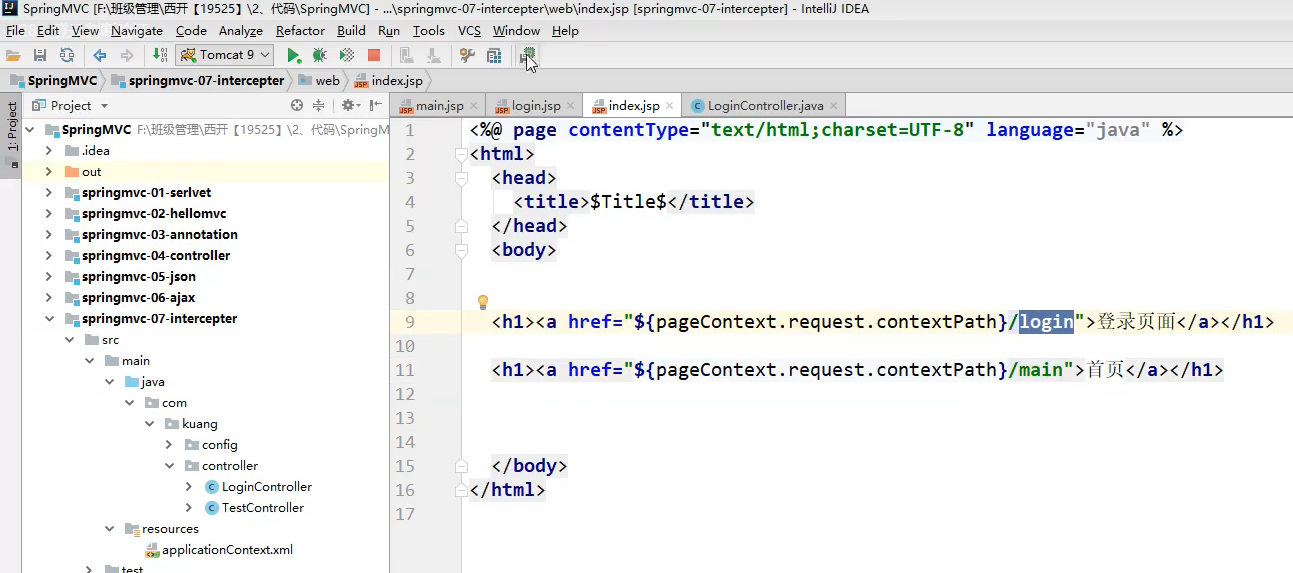 SpringMVC [F:\班级管理\西开【19525】\2、代码\SpringMVC] - ...\springmvc-07-intercepter\web\index.jsp [springmvc-07-intercepter] - IntelliJ IDEA
File Edit View Navigate Code Analyze Refactor Build Run Tools VCS Window Help
Tomcat 9
SpringMVC springmvc-07-intercepter web index.jsp
1: Project
Project
main.jsp login.jsp index.jsp LoginController.java
SpringMVC F:\班级管理\西开【19525】\2、代码\SpringM
.idea
out
springmvc-01-serlvet
springmvc-02-hellomvc
springmvc-03-annotation
springmvc-04-controller
springmvc-05-json
springmvc-06-ajax
springmvc-07-intercepter
src
main
java
com
kuang
config
controller
LoginController
TestController
resources
applicationContext.xml
test
1 <%@ page contentType="text/html;charset=UTF-8" language="java" %>
2 <html>
3 <head>
4 <title>$Title$</title>
5 </head>
6 <body>
7
8
9 <h1><a href="${pageContext.request.contextPath}/login">登录页面</a></h1>
10
11 <h1><a href="${pageContext.request.contextPath}/main">首页</a></h1>
12
13
14
15 </body>
16 </html>
17